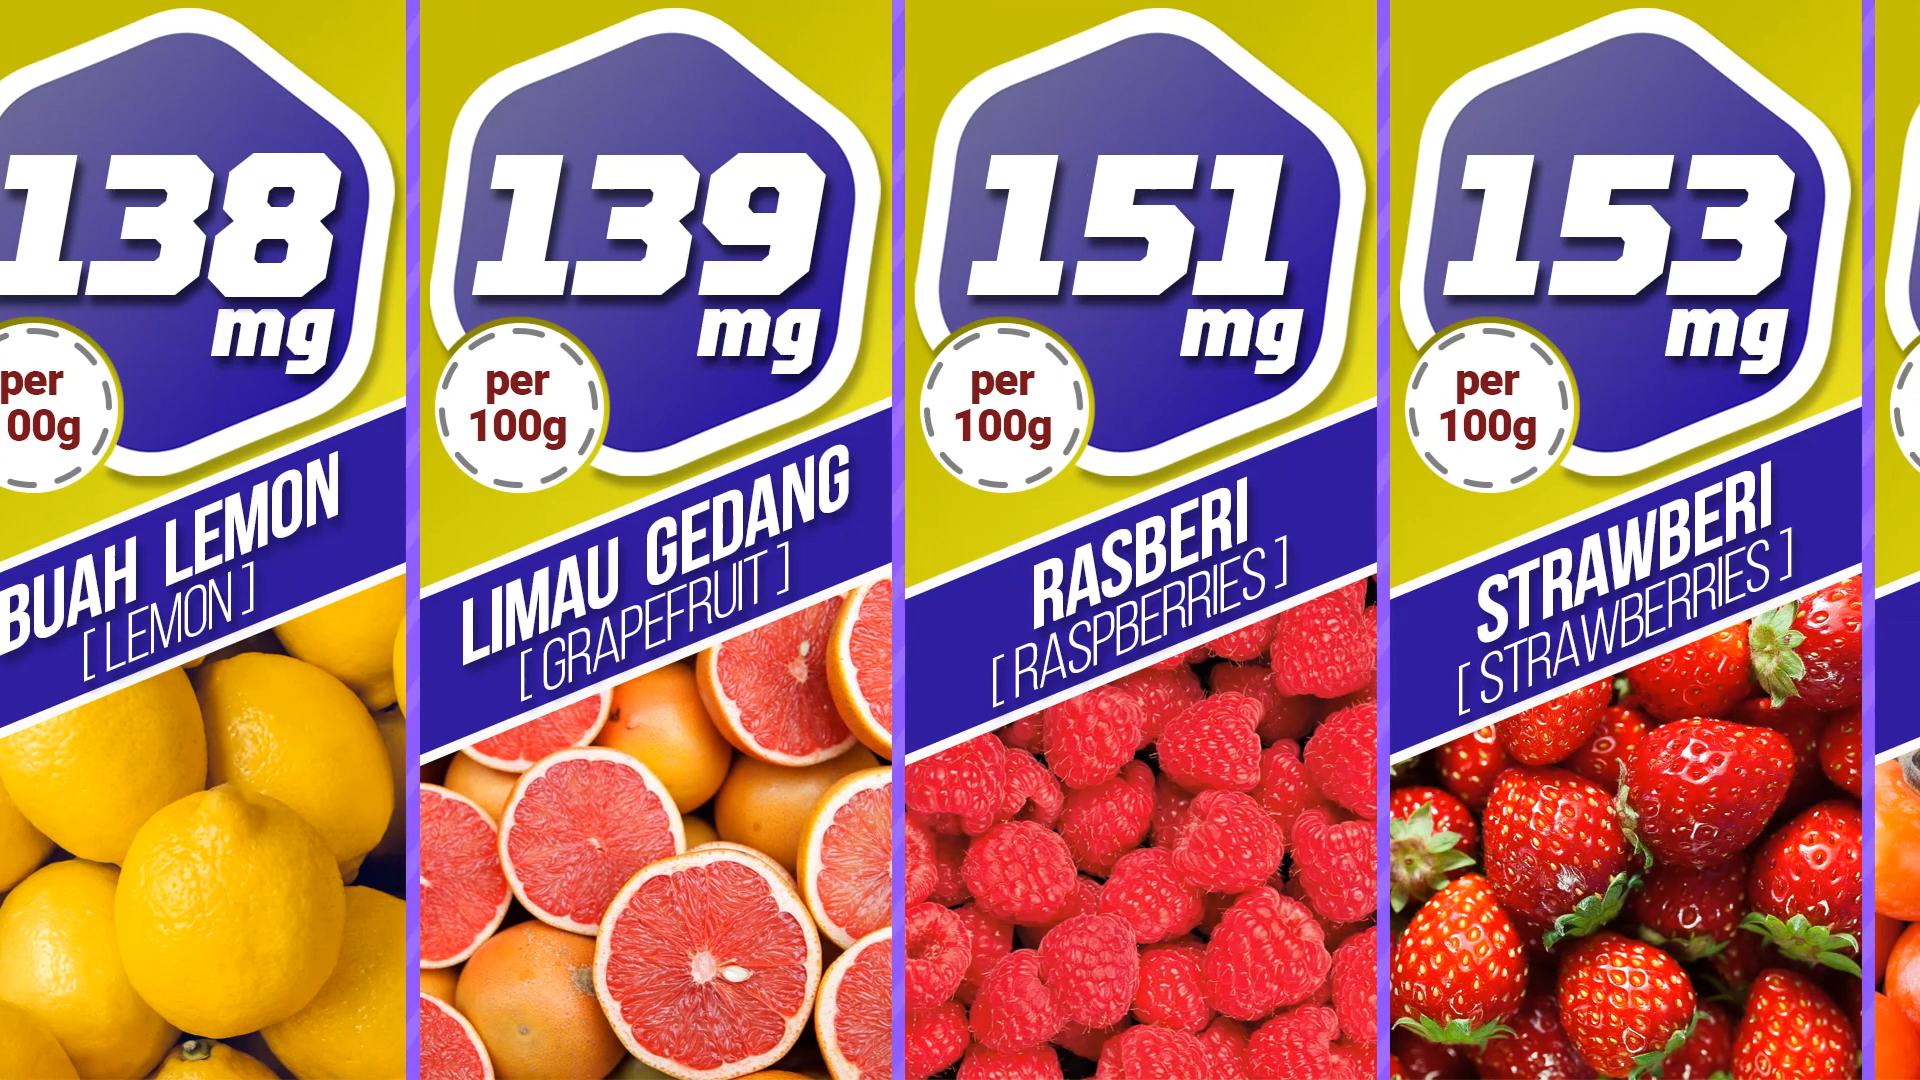 138
mg
per
00g
BUAH LEMON
[ LEMON ]
139
mg
per
100g
LIMAU GEDANG
[ GRAPEFRUIT ]
151
mg
per
100g
RASBERI
[ RASPBERRIES ]
153
mg
per
100g
STRAWBERI
[ STRAWBERRIES ]